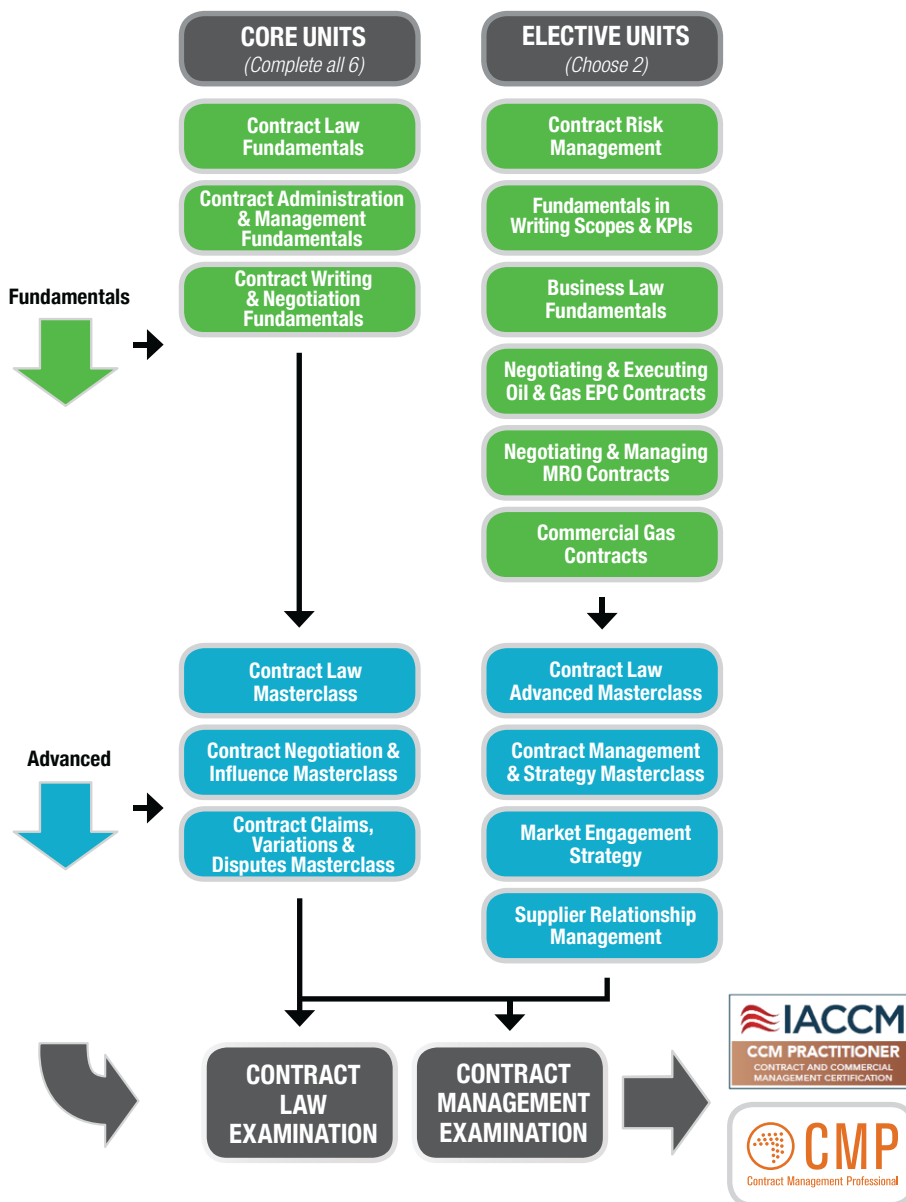 CORE UNITS
(Complete all 6)
Contract Law
Fundamentals
Contract Administration
& Management
Fundamentals
Contract Writing
& Negotiation
Fundamentals
ELECTIVE UNITS
(Choose 2)
Contract Risk
Management
Fundamentals in
Writing Scopes & KPIs
Business Law
Fundamentals
Negotiating & Executing
Oil & Gas EPC Contracts
Negotiating & Managing
MRO Contracts
Commercial Gas
Contracts
Fundamentals
Contract Law
Masterclass
Contract Negotiation &
Influence Masterclass
Contract Claims,
Variations &
Disputes Masterclass
Contract Law
Advanced Masterclass
Contract Management
& Strategy Masterclass
Market Engagement
Strategy
Supplier Relationship
Management
Advanced
CONTRACT
LAW
EXAMINATION
CONTRACT
MANAGEMENT
EXAMINATION
IACCM
CCM PRACTITIONER
CONTRACT AND COMMERCIAL
MANAGEMENT CERTIFICATION
CMP
Contract Management Professional